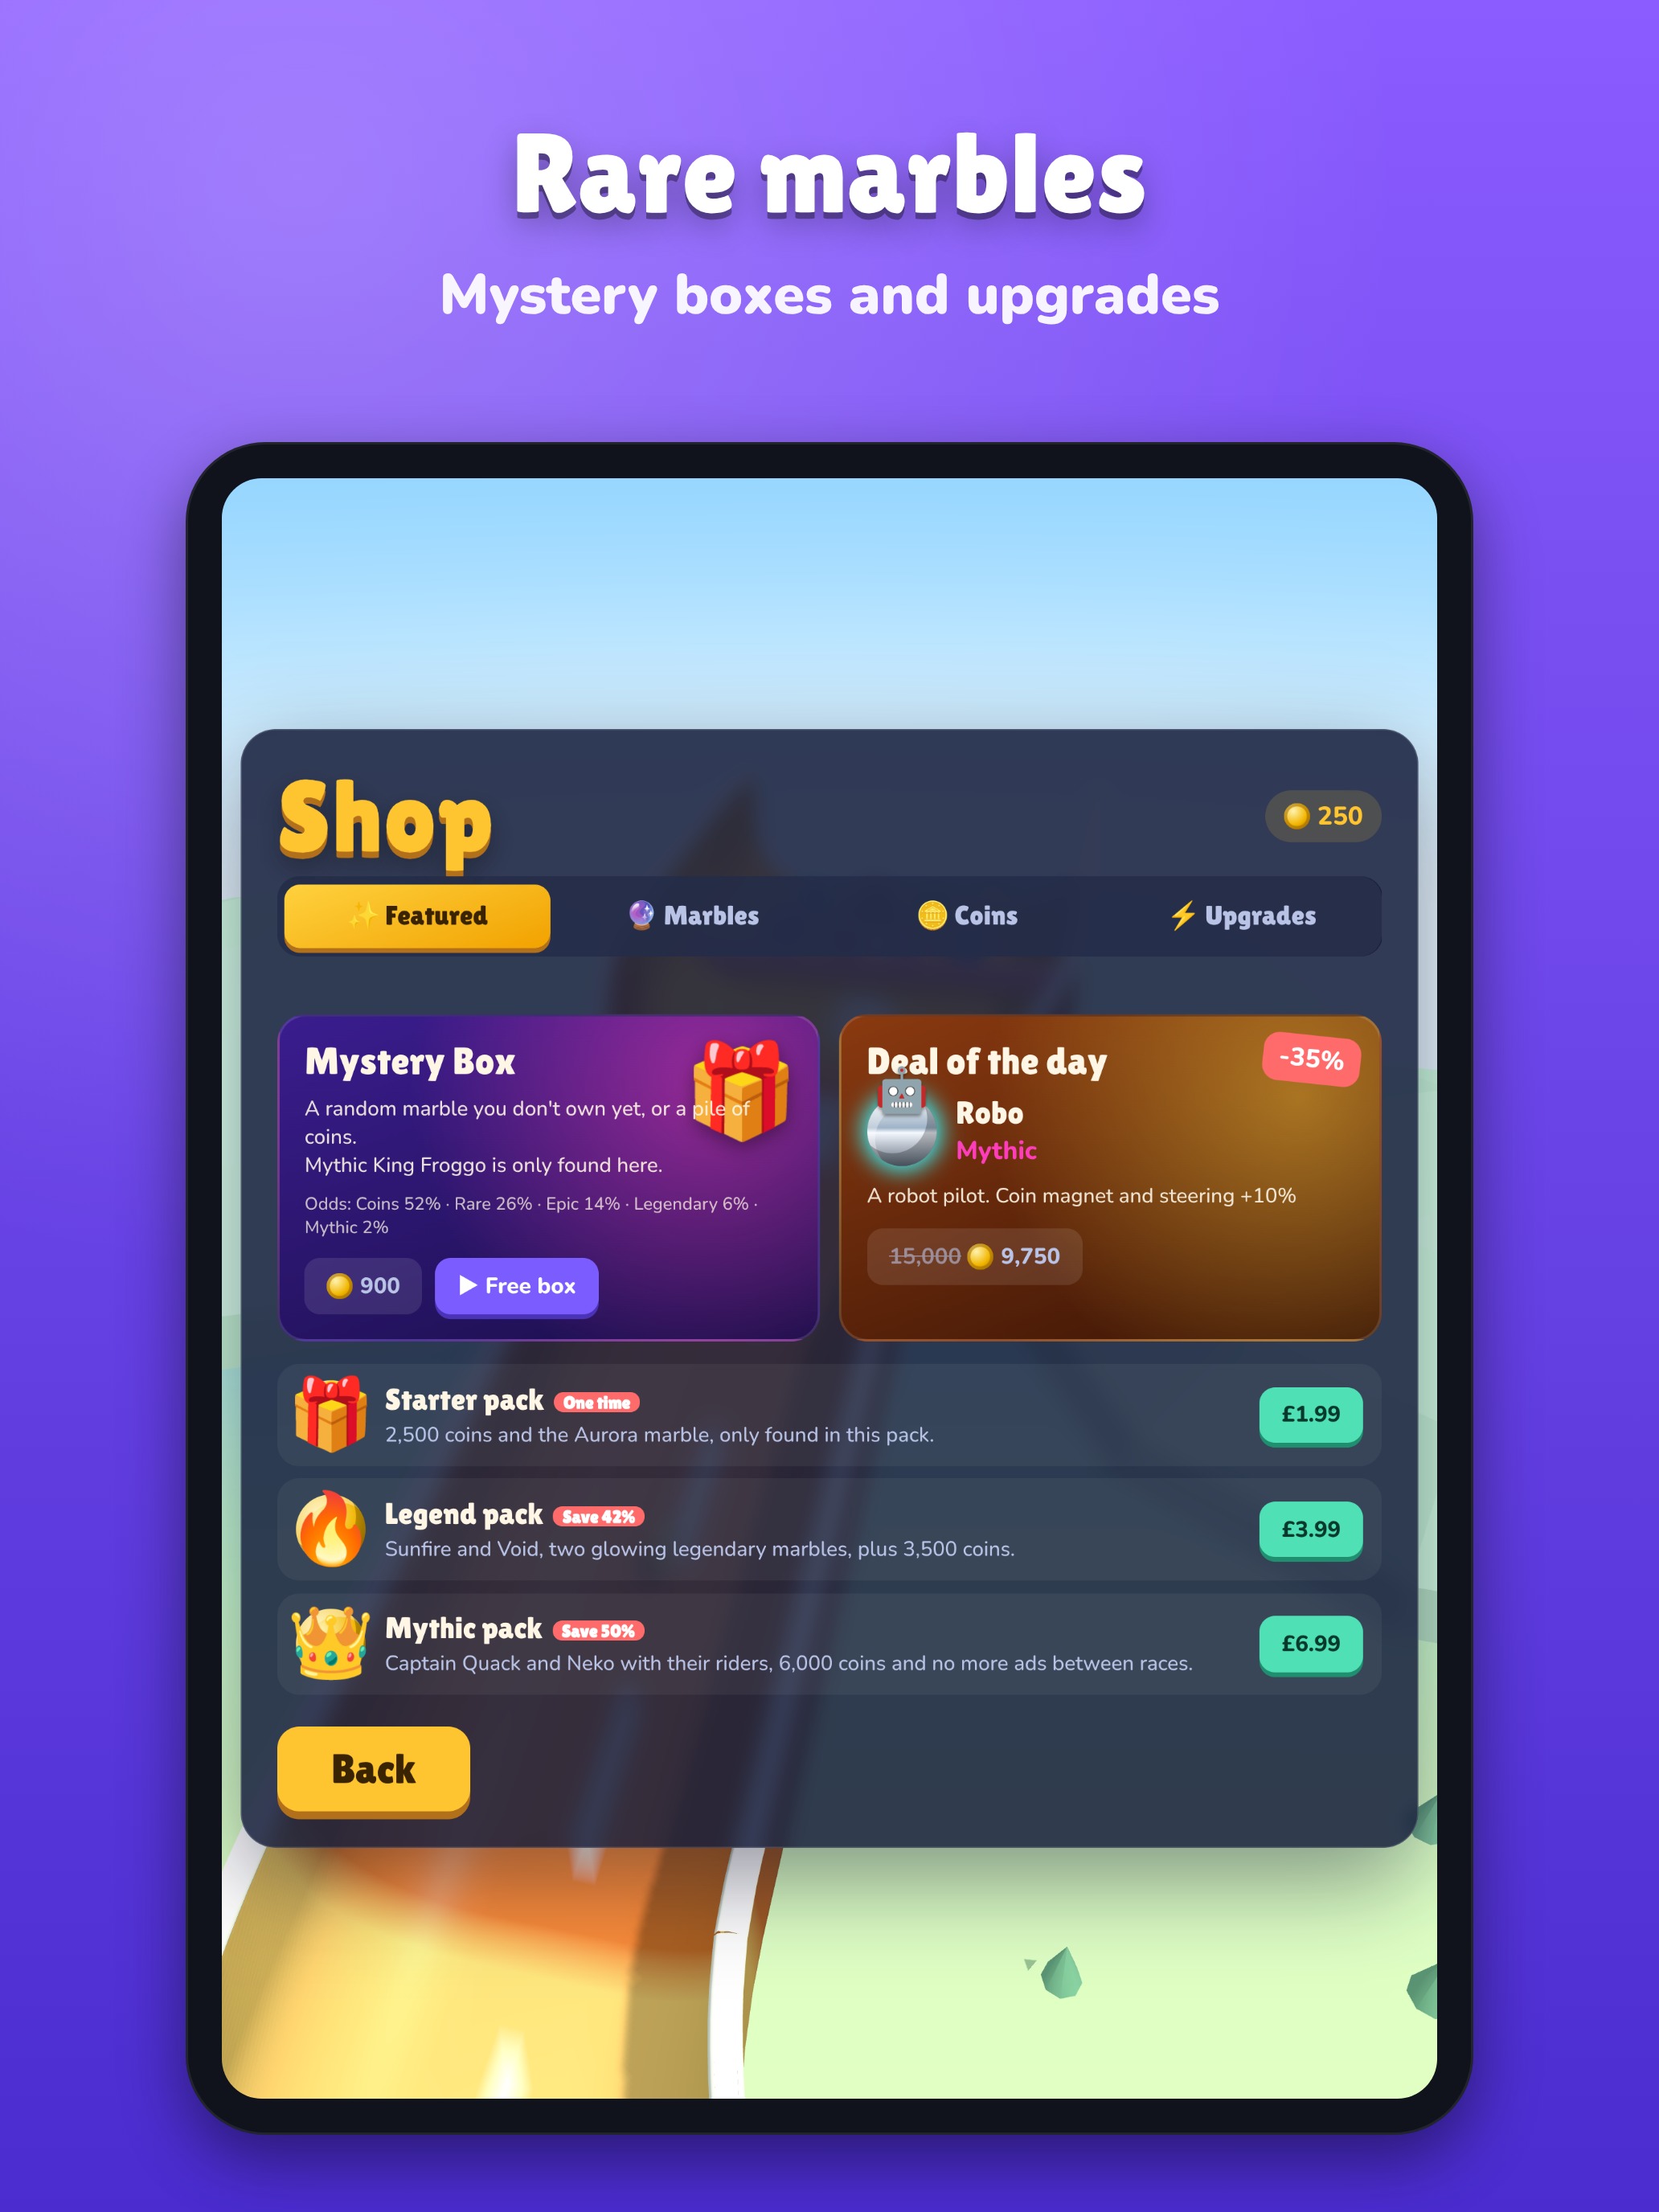 Rare marbles
Mystery boxes and upgrades
Shop
250
Featured
Marbles
Coins
Upgrades
Mystery Box
A random marble you don't own yet, or a pile of
coins.
Mythic King Froggo is only found here.
Odds: Coins 52% · Rare 26% · Epic 14% · Legendary 6% ·
Mythic 2%
900
Free box
Deal of the day
-35%
Robo
Mythic
A robot pilot. Coin magnet and steering +10%
15,000 9,750
Starter pack One time
2,500 coins and the Aurora marble, only found in this pack.
£1.99
Legend pack Save 42%
Sunfire and Void, two glowing legendary marbles, plus 3,500 coins.
£3.99
Mythic pack Save 50%
Captain Quack and Neko with their riders, 6,000 coins and no more ads between races.
£6.99
Back